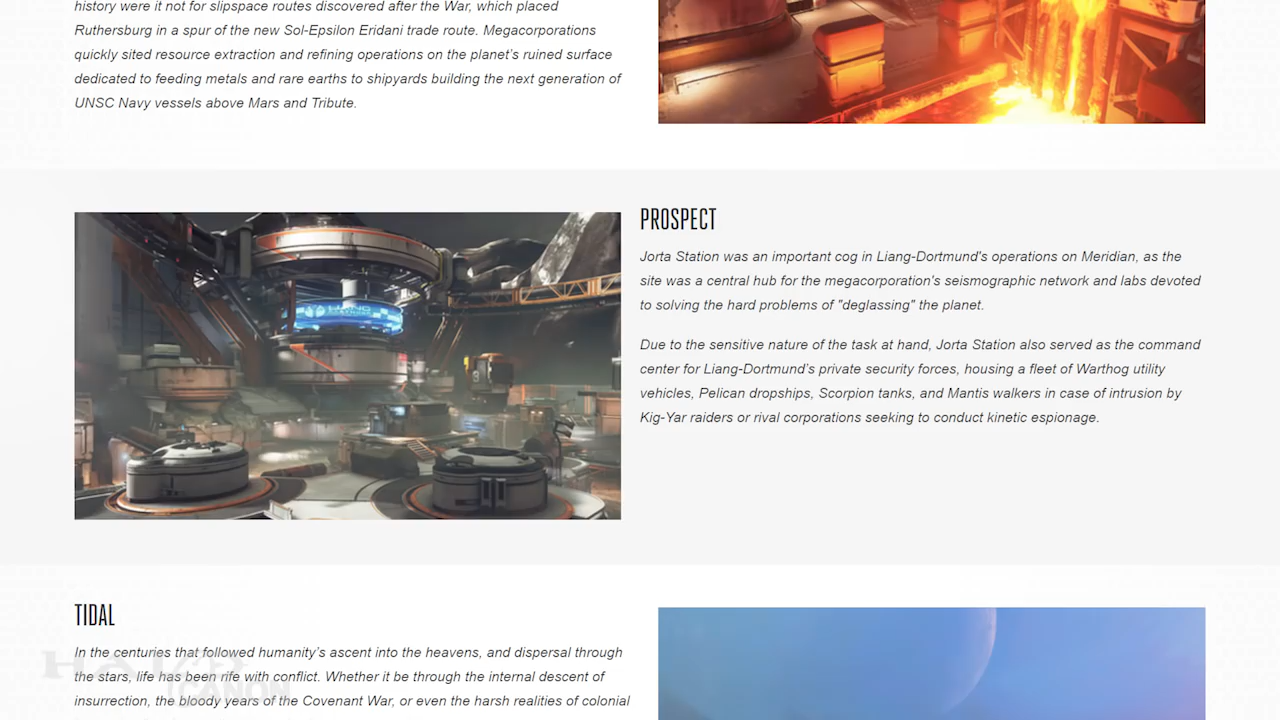 history were it not for slipspace routes discovered after the War, which placed
Ruthersburg in a spur of the new Sol-Epsilon Eridani trade route. Megacorporations
quickly sited resource extraction and refining operations on the planet's ruined surface
dedicated to feeding metals and rare earths to shipyards building the next generation of
UNSC Navy vessels above Mars and Tribute.
LIANG
PROSPECT
Jorta Station was an important cog in Liang-Dortmund's operations on Meridian, as the
site was a central hub for the megacorporation's seismographic network and labs devoted
to solving the hard problems of "deglassing" the planet.
Due to the sensitive nature of the task at hand, Jorta Station also served as the command
center for Liang-Dortmund's private security forces, housing a fleet of Warthog utility
vehicles, Pelican dropships, Scorpion tanks, and Mantis walkers in case of intrusion by
Kig-Yar raiders or rival corporations seeking to conduct kinetic espionage.
TIDAL
In the centuries that followed humanity's ascent into the heavens, and dispersal through
the stars, life has been rife with conflict. Whether it be through the internal descent of
insurrection, the bloody years of the Covenant War, or even the harsh realities of colonial
CANON